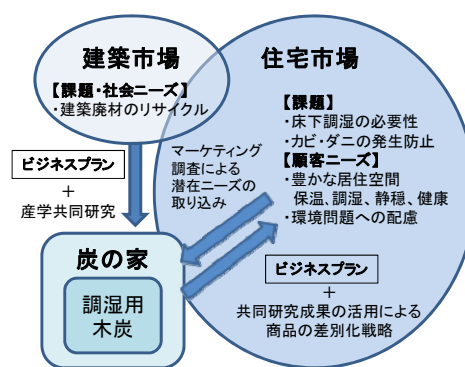 建築市場
【課題・社会ニーズ】
・建築廃材のリサイクル
ビジネスプラン
+
産学共同研究
炭の家
調湿用
木炭
住宅市場
【課題】
・床下調湿の必要性
・カビ・ダニの発生防止
【顧客ニーズ】
・豊かな居住空間
保温、調湿、静穏、健康
・環境問題への配慮
マーケティング
調査による
潜在ニーズの
取り込み
ビジネスプラン
+
共同研究成果の活用による
商品の差別化戦略